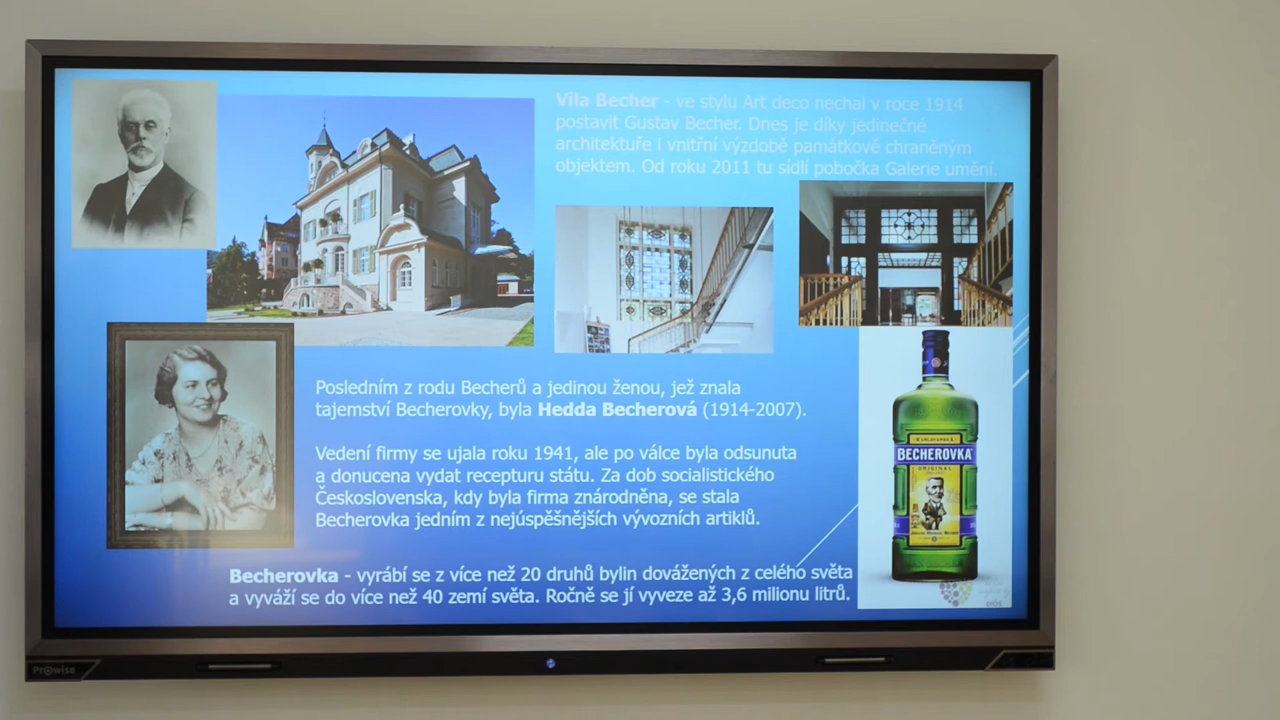 Vila Becher - ve stylu Art deco nechal v roce 1914
postavit Gustav Becher. Dnes je díky jedinečné
architektuře i vnitřní výzdobě památkově chraněným
objektem. Od roku 2011 tu sídlí pobočka Galerie umění.
Posledním z rodu Becherů a jedinou ženou, jež znala
tajemství Becherovky, byla Hedda Becherová (1914-2007).
Vedení firmy se ujala roku 1941, ale po válce byla odsunuta
a donucena vydat recepturu státu. Za dob socialistického
Československa, kdy byla firma znárodněna, se stala
Becherovka jedním z nejúspěšnějších vývozních artiklů.
KARLOVARSKÁ
BECHEROVKA
ORIGINAL
Becherovka - vyrábí se z více než 20 druhů bylin dovážených z celého světa
a vyváží se do více než 40 zemí světa. Ročně se jí vyveze až 3,6 milionu litrů.
Prowise